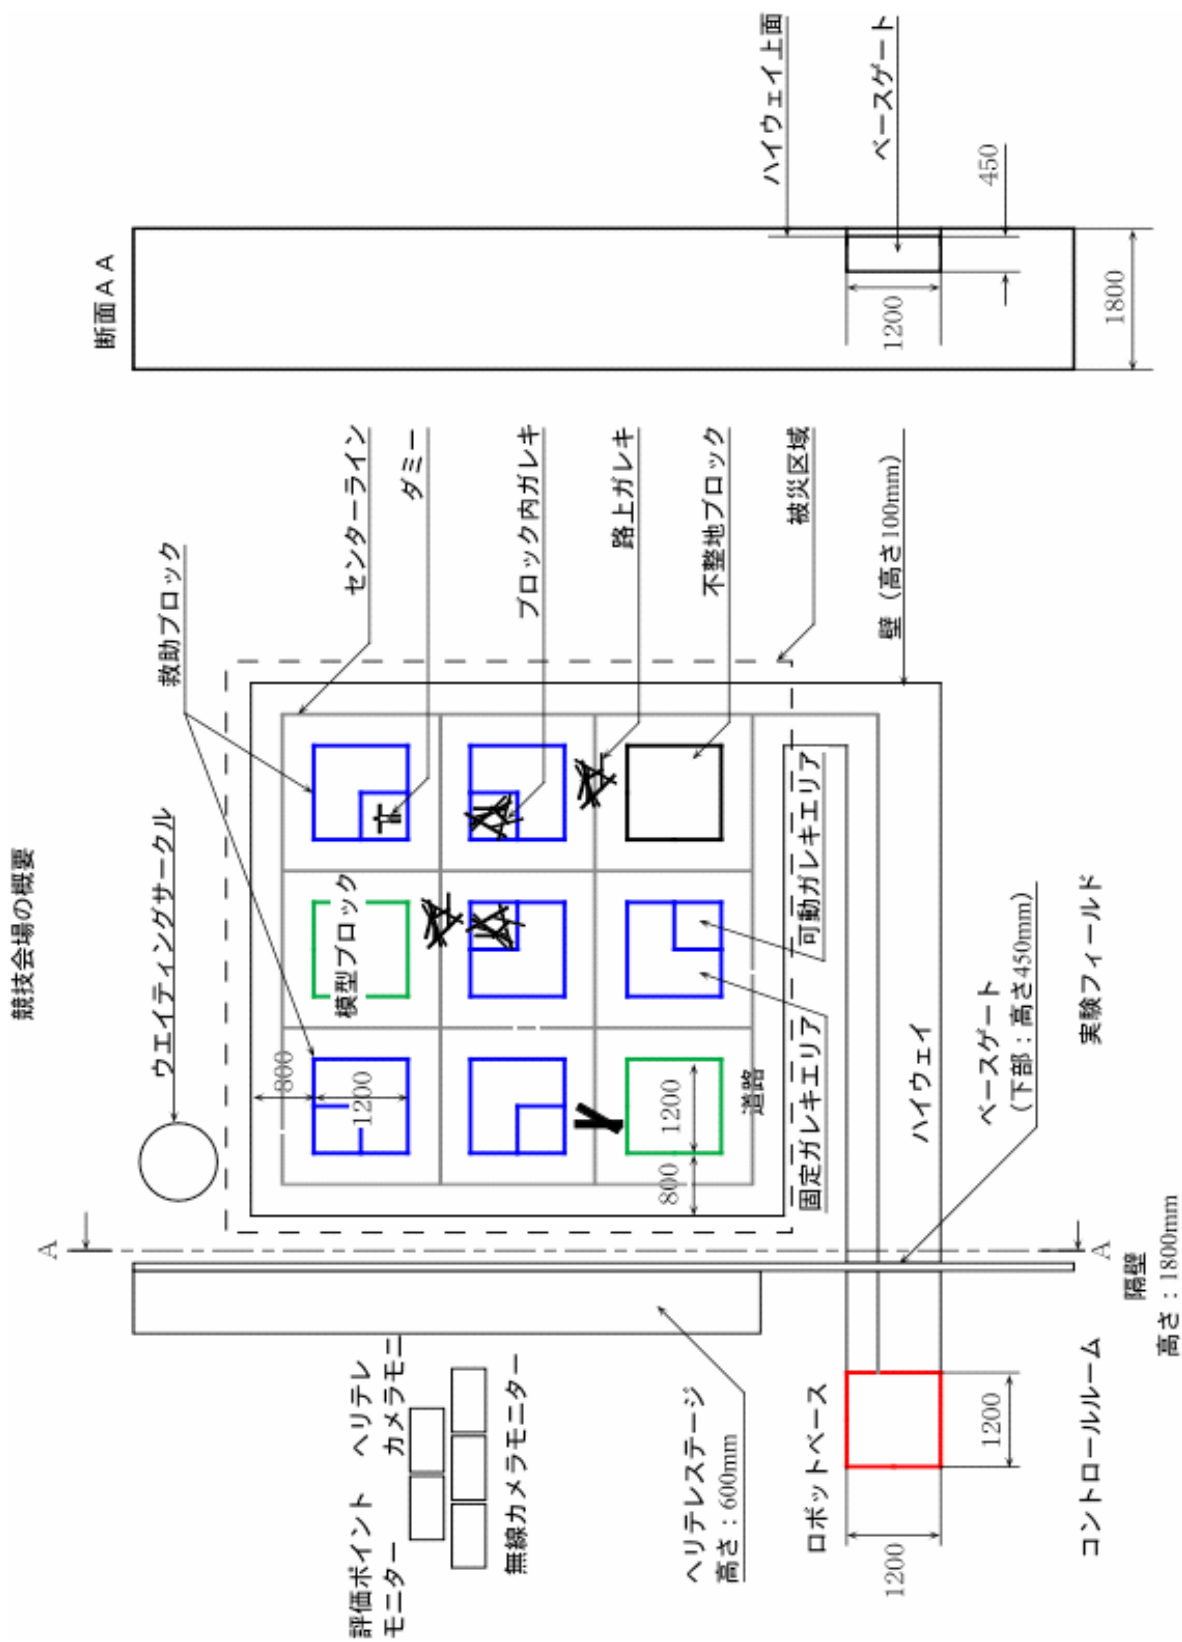 競技会場の概要
ウエイティングサークル
救助ブロック
センターライン
ダミー
ブロック内ガレキ
路上ガレキ
不整地ブロック
被災区域
壁（高さ100mm）
断面ＡＡ
ハイウェイ上面
ベースゲート
450
1200
1800
A
800
1200
模型ブロック
1200
800
道路
固定ガレキエリア
可動ガレキエリア
ハイウェイ
ベースゲート
（下部：高さ450mm）
実験フィールド
A
隔壁
高さ：1800mm
評価ポイント
モニター
ヘリテレ
カメラモニ
無線カメラモニター
ヘリテレステージ
高さ：600mm
ロボットベース
1200
1200
コントロールルーム